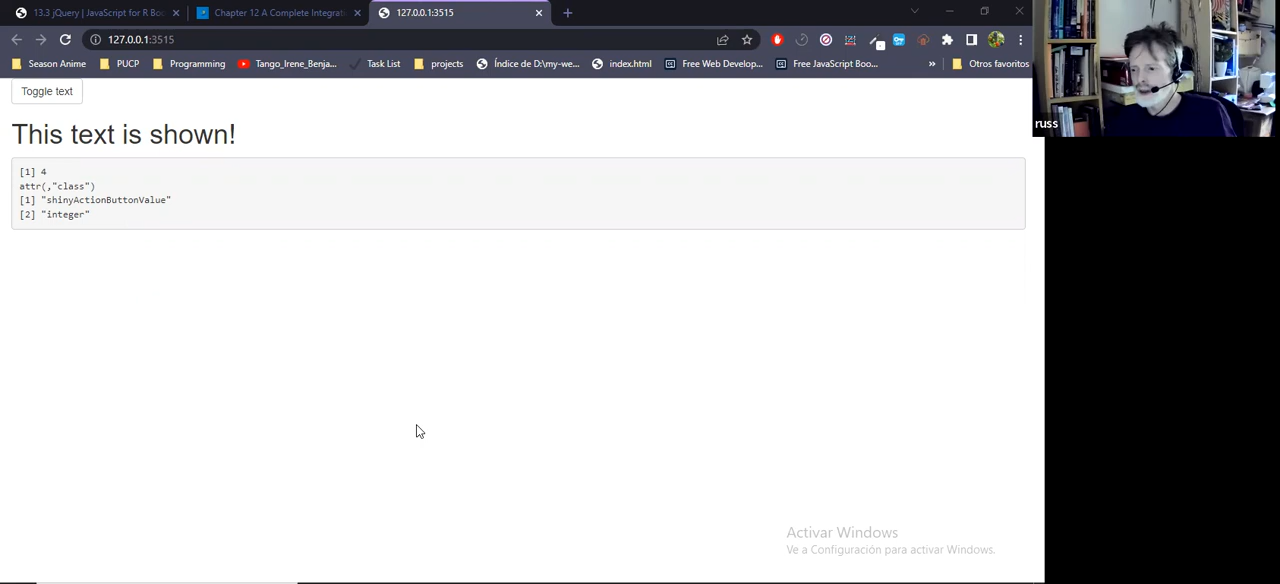 13.3 jQuery | JavaScript for R Boo
Chapter 12 A Complete Integrat
127.0.0.1:3515
127.0.0.1:3515
Season Anime
PUCP
Programming
Tango_Irene_Benja...
Task List
projects
Índice de D:\my-we...
index.html
Free Web Develop...
Free JavaScript Boo...
»
Otros favoritos
russ
Toggle text
This text is shown!
[1] 4
attr(,"class")
[1] "shinyActionButtonValue"
[2] "integer"
Activar Windows
Ve a Configuración para activar Windows.